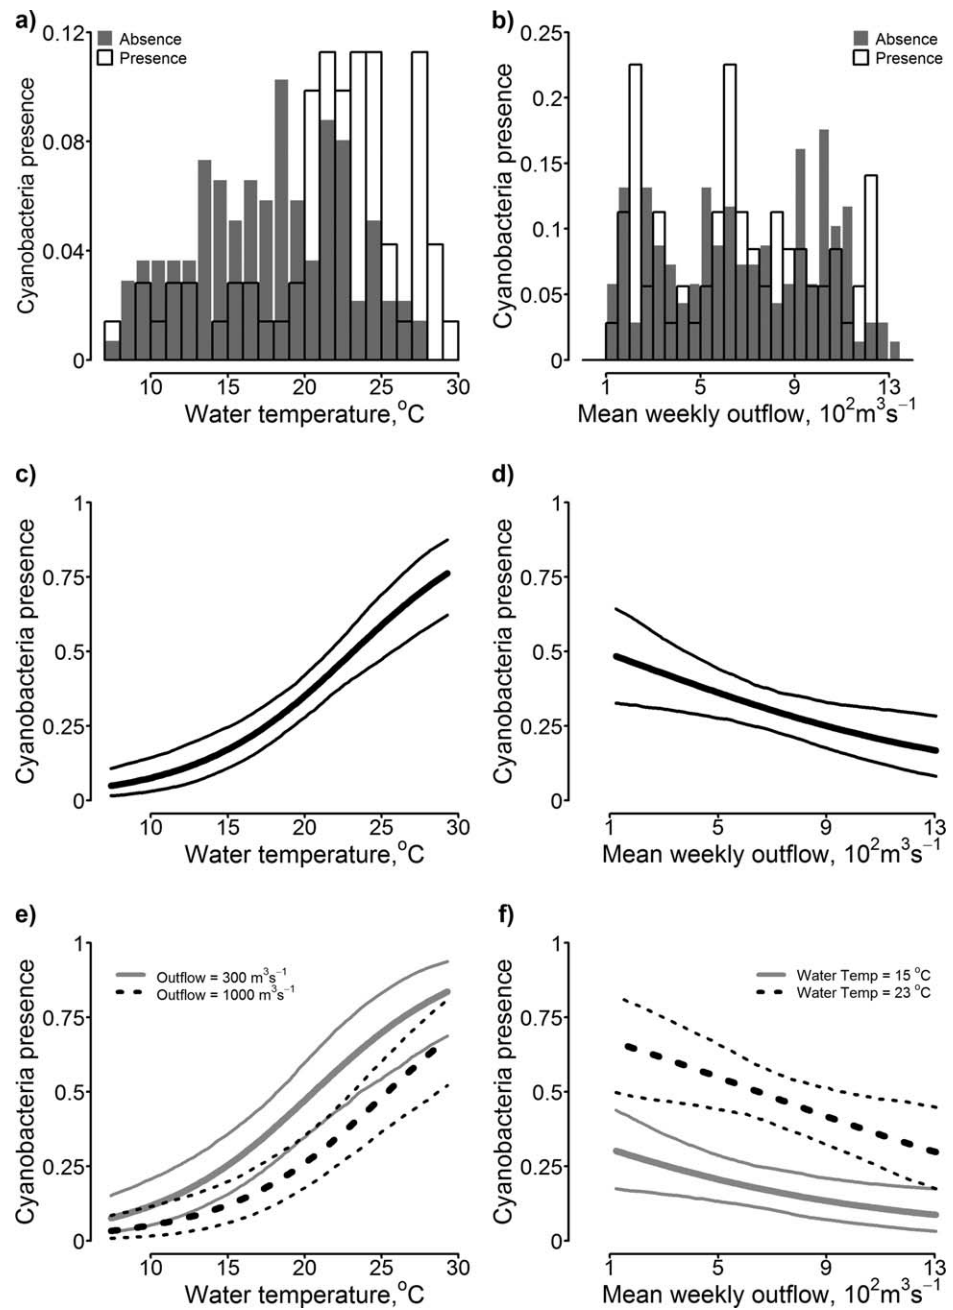 a)
0.12
0.08
0.04
0
Cyanobacteria presence
Absence
Presence
10 15 20 25 30
Water temperature,°C
b)
0.25
0.2
0.15
0.1
0.05
0
Cyanobacteria presence
Absence
Presence
1 5 9 13
Mean weekly outflow, 10²m³s⁻¹
c)
1
0.75
0.5
0.25
0
Cyanobacteria presence
10 15 20 25 30
Water temperature,°C
d)
1
0.75
0.5
0.25
0
Cyanobacteria presence
1 5 9 13
Mean weekly outflow, 10²m³s⁻¹
e)
1
0.75
0.5
0.25
0
Cyanobacteria presence
Outflow = 300 m³s⁻¹
Outflow = 1000 m³s⁻¹
10 15 20 25 30
Water temperature,°C
f)
1
0.75
0.5
0.25
0
Cyanobacteria presence
Water Temp = 15 °C
Water Temp = 23 °C
1 5 9 13
Mean weekly outflow, 10²m³s⁻¹